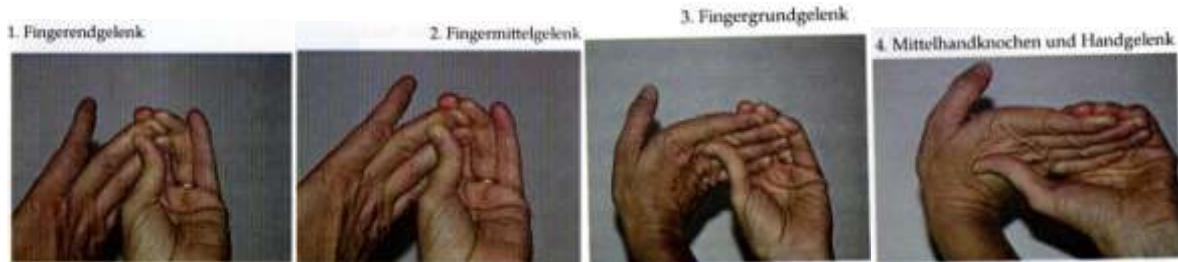 1. Fingerendgelenk
2. Fingermittelgelenk
3. Fingergrundgelenk
4. Mittelhandknochen und Handgelenk